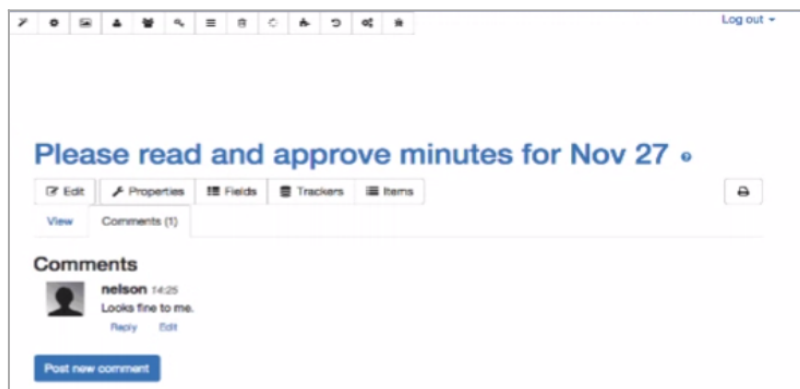 Log out
Please read and approve minutes for Nov 27
Edit Properties Fields Trackers Items
View Comments (1)
Comments
nelson 14:25
Looks fine to me.
Reply Edit
Post new comment